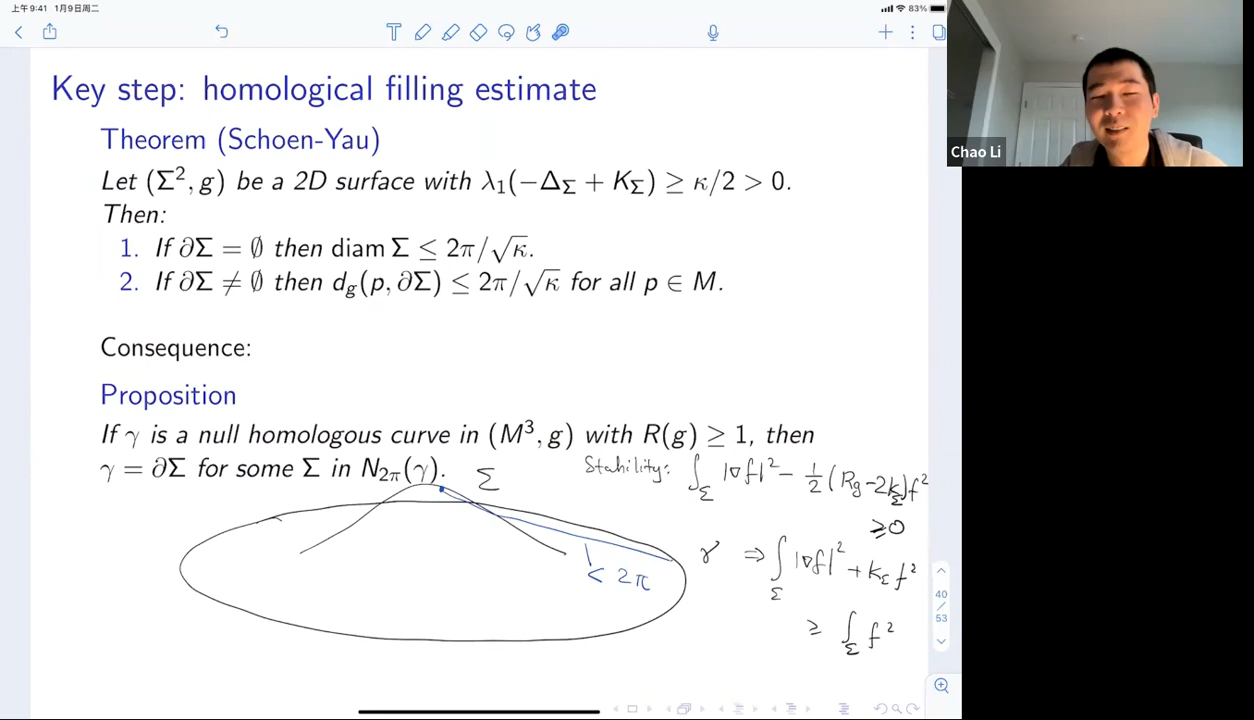 上午9:41 1月9日周二
83%
Chao Li
Key step: homological filling estimate
Theorem (Schoen-Yau)
Let (Σ², g) be a 2D surface with λ₁(−Δ_Σ + K_Σ) ≥ κ/2 > 0.
Then:
1. If ∂Σ = ∅ then diam Σ ≤ 2π/√κ.
2. If ∂Σ ≠ ∅ then d_g(p, ∂Σ) ≤ 2π/√κ for all p ∈ M.
Consequence:
Proposition
If γ is a null homologous curve in (M³, g) with R(g) ≥ 1, then
γ = ∂Σ for some Σ in N_{2π}(γ).
Σ
Stability: ∫_Σ |∇f|² − ½(R_g−2K_Σ)f²
≥0
γ
⇒ ∫_Σ |∇f|² + K_Σ f²
< 2π
≥ ∫_Σ f²
40
/
53